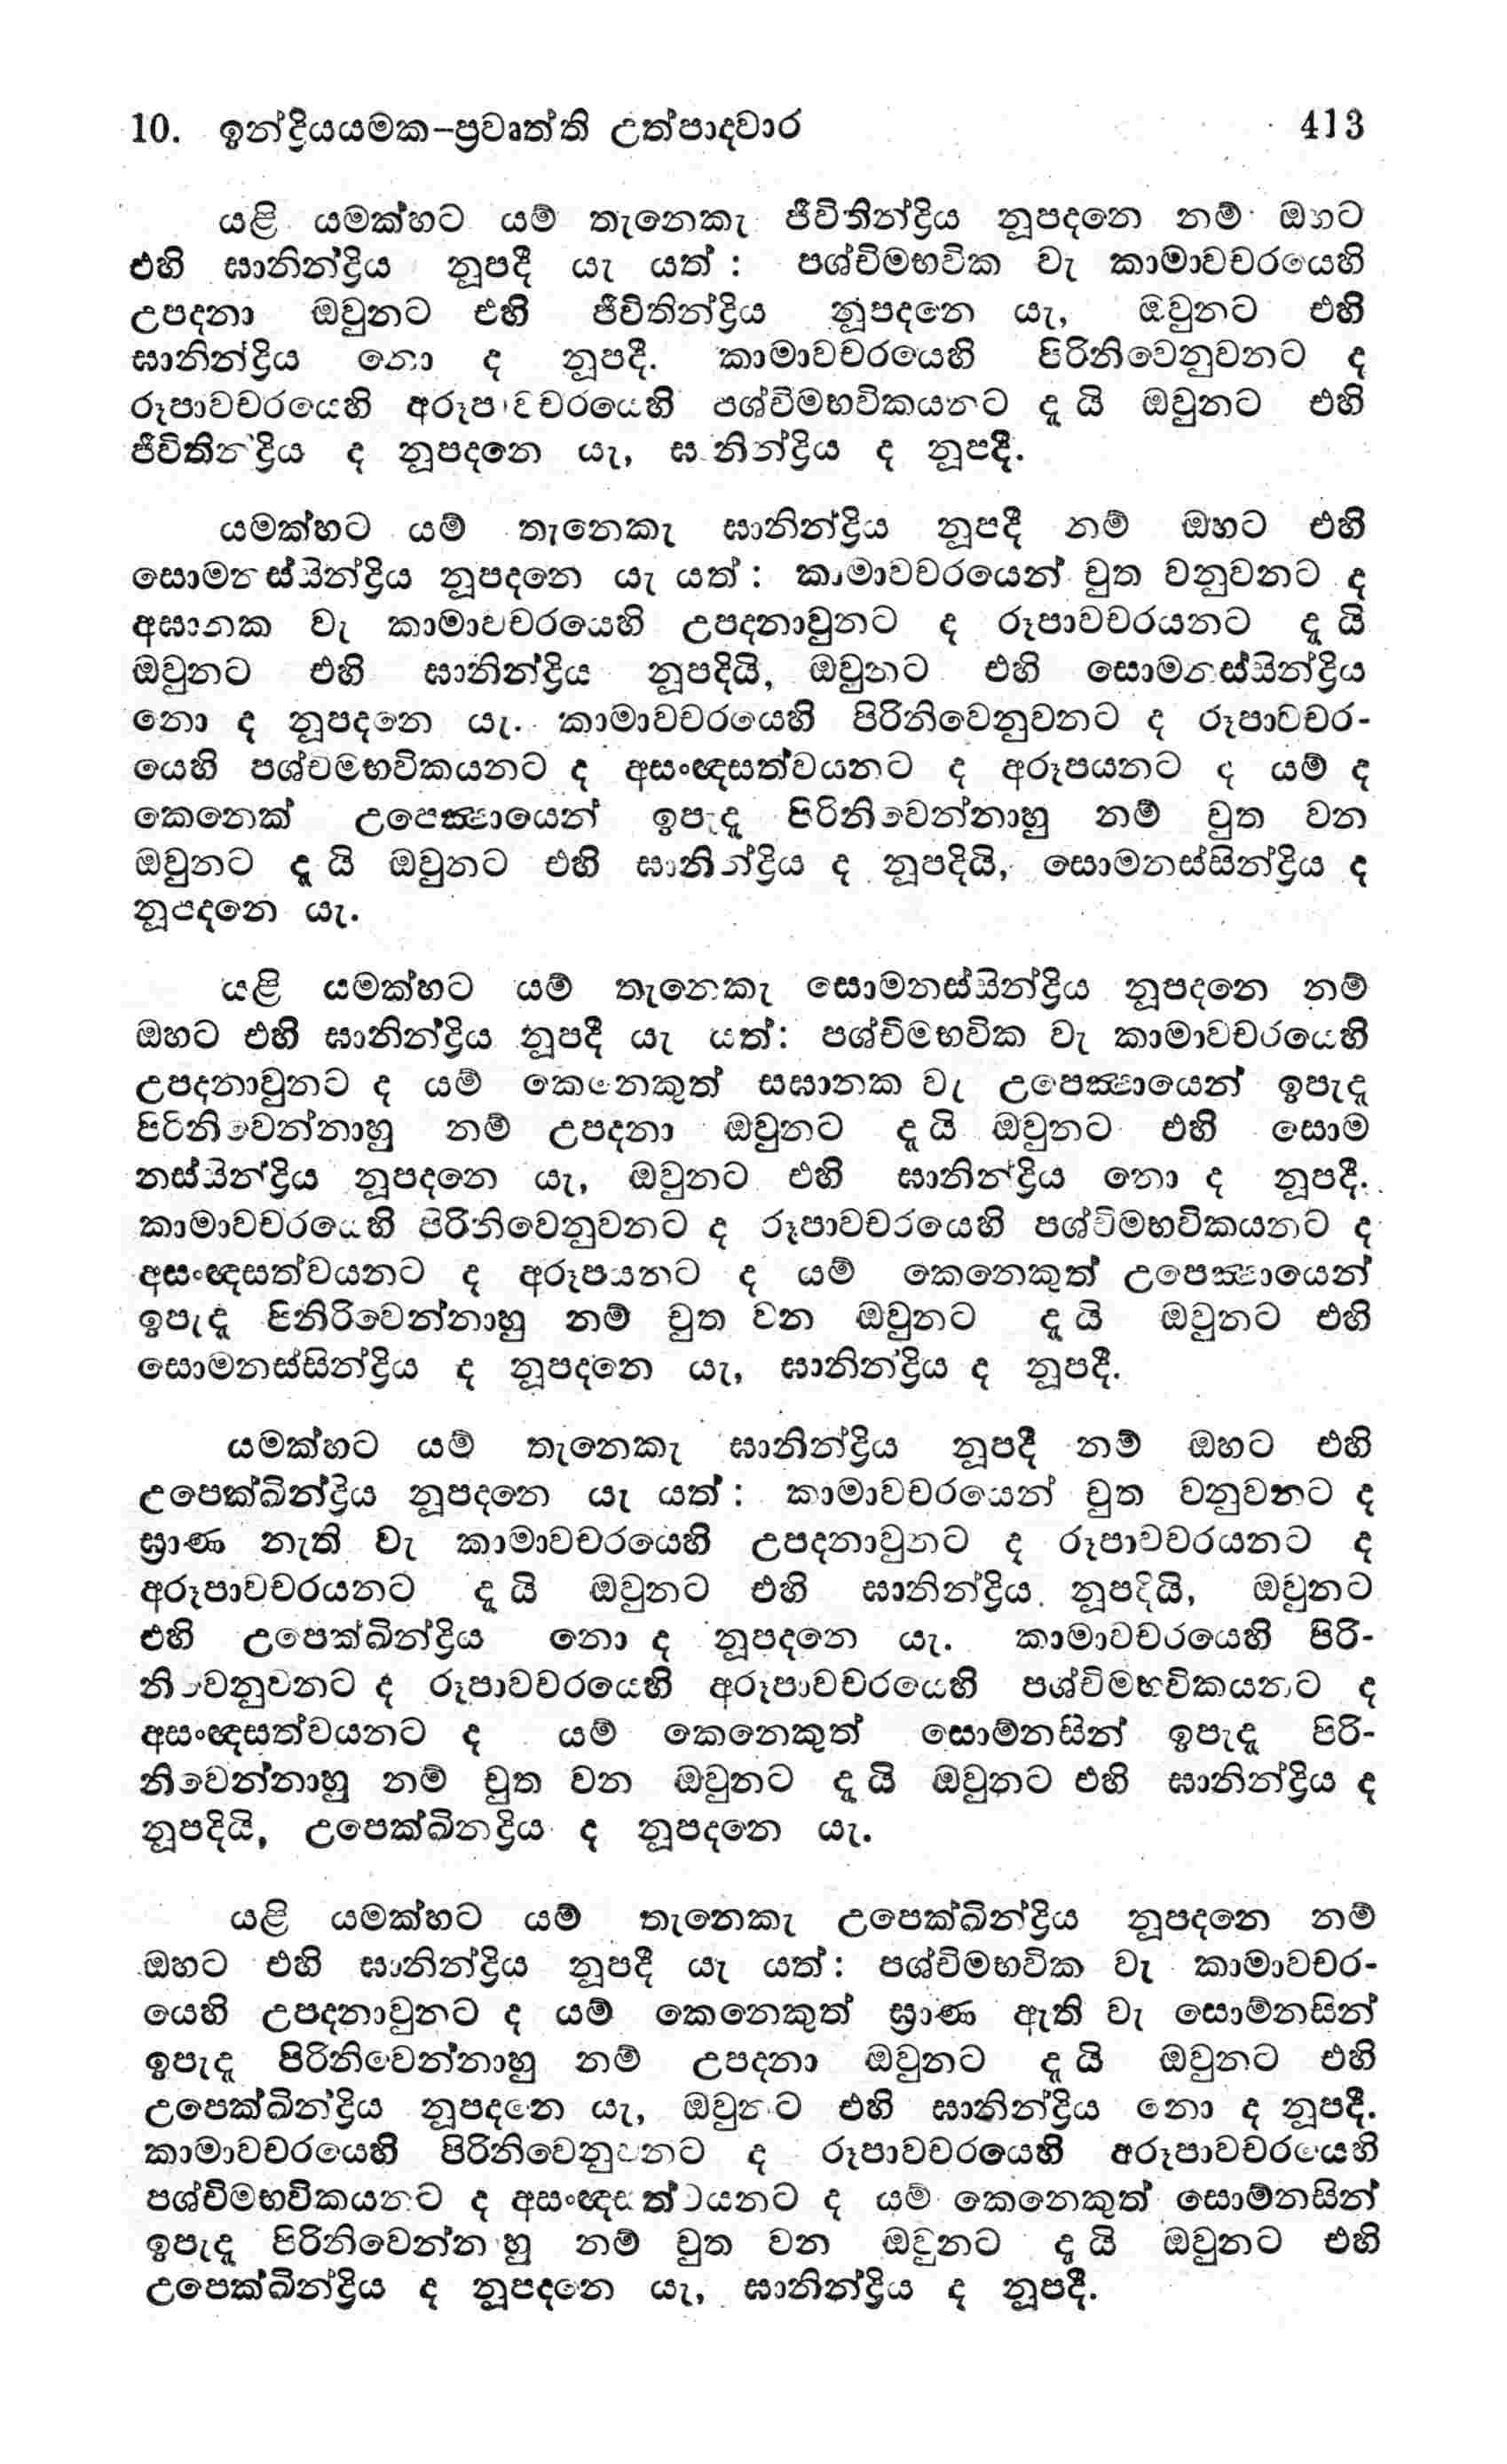 10. ඉන්ද්‍රියයමක-ප්‍රවෘත්ති උත්පාදවාර 413
යළි යමක්හට යම් තැනෙකැ ජීවිතින්ද්‍රිය නූපදනෙ නම් ඔහට
එහි ඝානින්ද්‍රිය නූපදී යැ යත් : පශ්චිමභවික වැ කාමාවචරයෙහි
උපදනා ඔවුනට එහි ජීවිතින්ද්‍රිය නූපදනෙ යැ, ඔවුනට එහි
ඝානින්ද්‍රිය නො ද නූපදී. කාමාවචරයෙහි පිරිනිවෙනුවනට ද
රූපාවචරයෙහි අරූපාවචරයෙහි පශ්චිමභවිකයනට දැ යි ඔවුනට එහි
ජීවිතින්ද්‍රිය ද නූපදනෙ යැ, ඝානින්ද්‍රිය ද නූපදී.
යමක්හට යම් තැනෙකැ ඝානින්ද්‍රිය නූපදී නම් ඔහට එහි
සොමනස්සින්ද්‍රිය නූපදනෙ යැ යත් : කාමාවචරයෙන් චුත වනුවනට ද
අඝානක වැ කාමාවචරයෙහි උපදනාවුනට ද රූපාවචරයනට දැ යි
ඔවුනට එහි ඝානින්ද්‍රිය නූපදියි, ඔවුනට එහි සොමනස්සින්ද්‍රිය
නො ද නූපදනෙ යැ. කාමාවචරයෙහි පිරිනිවෙනුවනට ද රූපාවචර-
යෙහි පශ්චිමභවිකයනට ද අසංඥසත්වයනට ද අරූපයනට ද යම් ද
කෙනෙක් උපෙක්‍ෂායෙන් ඉපැදැ පිරිනිවෙන්නාහු නම් චුත වන
ඔවුනට දැ යි ඔවුනට එහි ඝානින්ද්‍රිය ද නූපදියි, සොමනස්සින්ද්‍රිය ද
නූපදනෙ යැ.
යළි යමක්හට යම් තැනෙකැ සොමනස්සින්ද්‍රිය නූපදනෙ නම්
ඔහට එහි ඝානින්ද්‍රිය නූපදී යැ යත්: පශ්චිමභවික වැ කාමාවචරයෙහි
උපදනාවුනට ද යම් කෙනෙකුත් සඝානක වැ උපෙක්‍ෂායෙන් ඉපැදැ
පිරිනිවෙන්නාහු නම් උපදනා ඔවුනට දැ යි ඔවුනට එහි සොම
නස්සින්ද්‍රිය නූපදනෙ යැ, ඔවුනට එහි ඝානින්ද්‍රිය නො ද නූපදී.
කාමාවචරයෙහි පිරිනිවෙනුවනට ද රූපාවචරයෙහි පශ්චිමභවිකයනට ද
අසංඥසත්වයනට ද අරූපයනට ද යම් කෙනෙකුත් උපෙක්‍ෂායෙන්
ඉපැදැ පිනිරිවෙන්නාහු නම් චුත වන ඔවුනට දැ යි ඔවුනට එහි
සොමනස්සින්ද්‍රිය ද නූපදනෙ යැ, ඝානින්ද්‍රිය ද නූපදී.
යමක්හට යම් තැනෙකැ ඝානින්ද්‍රිය නූපදී නම් ඔහට එහි
උපෙක්ඛින්ද්‍රිය නූපදනෙ යැ යත් : කාමාවචරයෙන් චුත වනුවනට ද
ඝ්‍රාණ නැති වැ කාමාවචරයෙහි උපදනාවුනට ද රූපාවචරයනට ද
අරූපාවචරයනට දැ යි ඔවුනට එහි ඝානින්ද්‍රිය නූපදියි, ඔවුනට
එහි උපෙක්ඛින්ද්‍රිය නො ද නූපදනෙ යැ. කාමාවචරයෙහි පිරි-
නිවෙනුවනට ද රූපාවචරයෙහි අරූපාවචරයෙහි පශ්චිමභවිකයනට ද
අසංඥසත්වයනට ද යම් කෙනෙකුත් සොම්නසින් ඉපැදැ පිරි-
නිවෙන්නාහු නම් චුත වන ඔවුනට දැ යි ඔවුනට එහි ඝානින්ද්‍රිය ද
නූපදියි, උපෙක්ඛිනද්‍රිය ද නූපදනෙ යැ.
යළි යමක්හට යම් තැනෙකැ උපෙක්ඛින්ද්‍රිය නූපදනෙ නම්
ඔහට එහි ඝානින්ද්‍රිය නූපදී යැ යත් : පශ්චිමභවික වැ කාමාවචර-
යෙහි උපදනාවුනට ද යම් කෙනෙකුත් ඝ්‍රාණ ඇති වැ සොම්නසින්
ඉපැදැ පිරිනිවෙන්නාහු නම් උපදනා ඔවුනට දැ යි ඔවුනට එහි
උපෙක්ඛින්ද්‍රිය නූපදනෙ යැ, ඔවුනට එහි ඝානින්ද්‍රිය නො ද නූපදී.
කාමාවචරයෙහි පිරිනිවෙනුවනට ද රූපාවචරයෙහි අරූපාවචරයෙහි
පශ්චිමභවිකයනට ද අසංඥසත්වයනට ද යම් කෙනෙකුත් සොම්නසින්
ඉපැදැ පිරිනිවෙන්නාහු නම් චුත වන ඔවුනට දැ යි ඔවුනට එහි
උපෙක්ඛින්ද්‍රිය ද නූපදනෙ යැ, ඝානින්ද්‍රිය ද නූපදී.